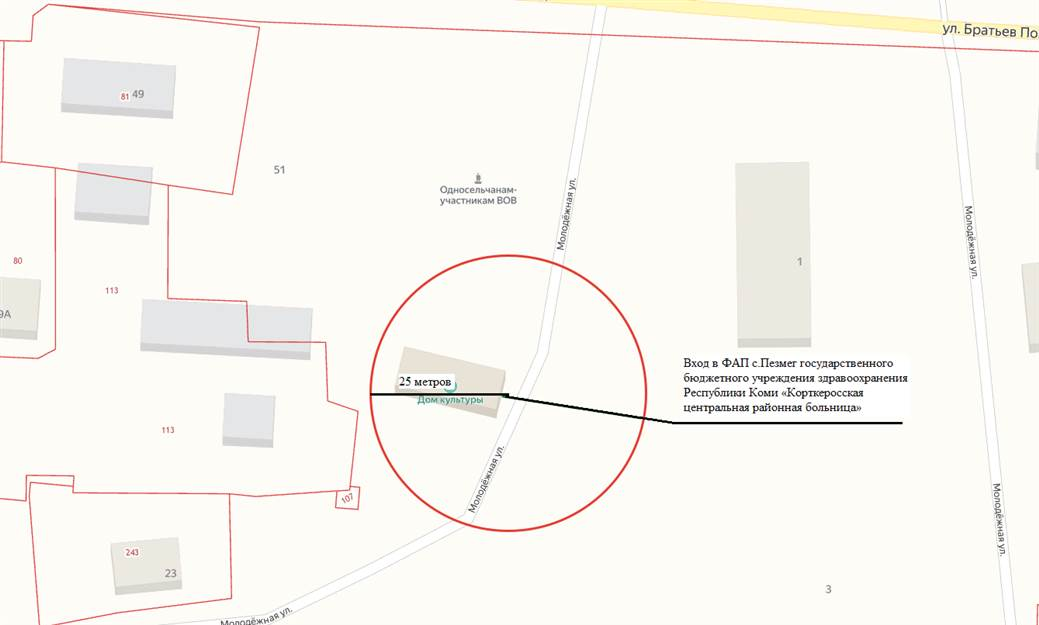 ул. Братьев По
81 49
51
Односельчанам-
участникам ВОВ
Молодёжная ул.
Молодёжная ул.
80
113
1
9А
Вход в ФАП с.Пезмег государственного
бюджетного учреждения здравоохранения
Республики Коми «Корткеросская
центральная районная больница»
25 метров
Дом культуры
113
Молодёжная ул.
107
Молодёжная ул.
243
23
3
Молодёжная ул.